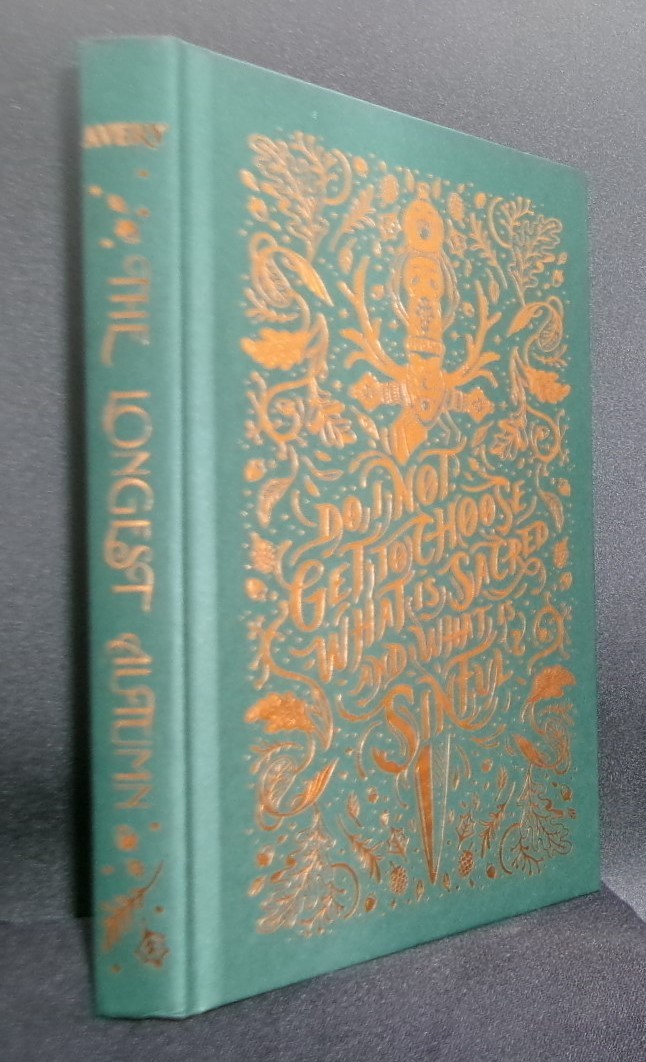 AVERY
THE LONGEST AUTUMN
DO I NOT
GET TO CHOOSE
WHAT IS SACRED
AND WHAT IS
SINFUL?